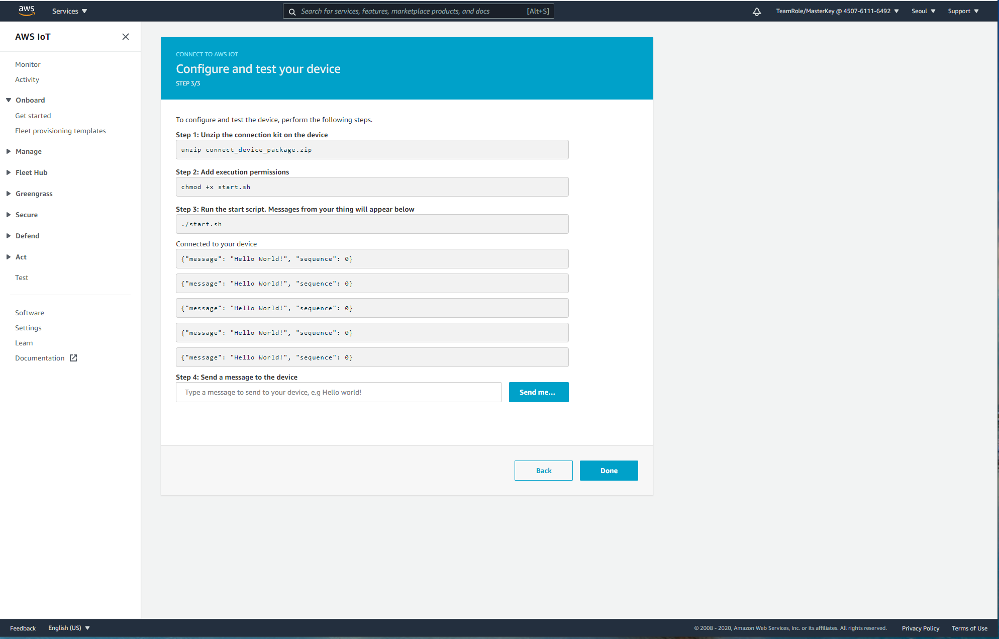 aws
Services
Search for services, features, marketplace products, and docs [Alt+S]
TeamRole/MasterKey @ 4507-6111-6492
Seoul
Support
AWS IoT
Monitor
Activity
Onboard
Get started
Fleet provisioning templates
Manage
Fleet Hub
Greengrass
Secure
Defend
Act
Test
Software
Settings
Learn
Documentation
CONNECT TO AWS IOT
Configure and test your device
STEP 3/3
To configure and test the device, perform the following steps.
Step 1: Unzip the connection kit on the device
unzip connect_device_package.zip
Step 2: Add execution permissions
chmod +x start.sh
Step 3: Run the start script. Messages from your thing will appear below
./start.sh
Connected to your device
{"message": "Hello World!", "sequence": 0}
{"message": "Hello World!", "sequence": 0}
{"message": "Hello World!", "sequence": 0}
{"message": "Hello World!", "sequence": 0}
{"message": "Hello World!", "sequence": 0}
Step 4: Send a message to the device
Type a message to send to your device, e.g Hello world!
Send me...
Back
Done
Feedback
English (US)
© 2008 - 2020, Amazon Web Services, Inc. or its affiliates. All rights reserved.
Privacy Policy
Terms of Use